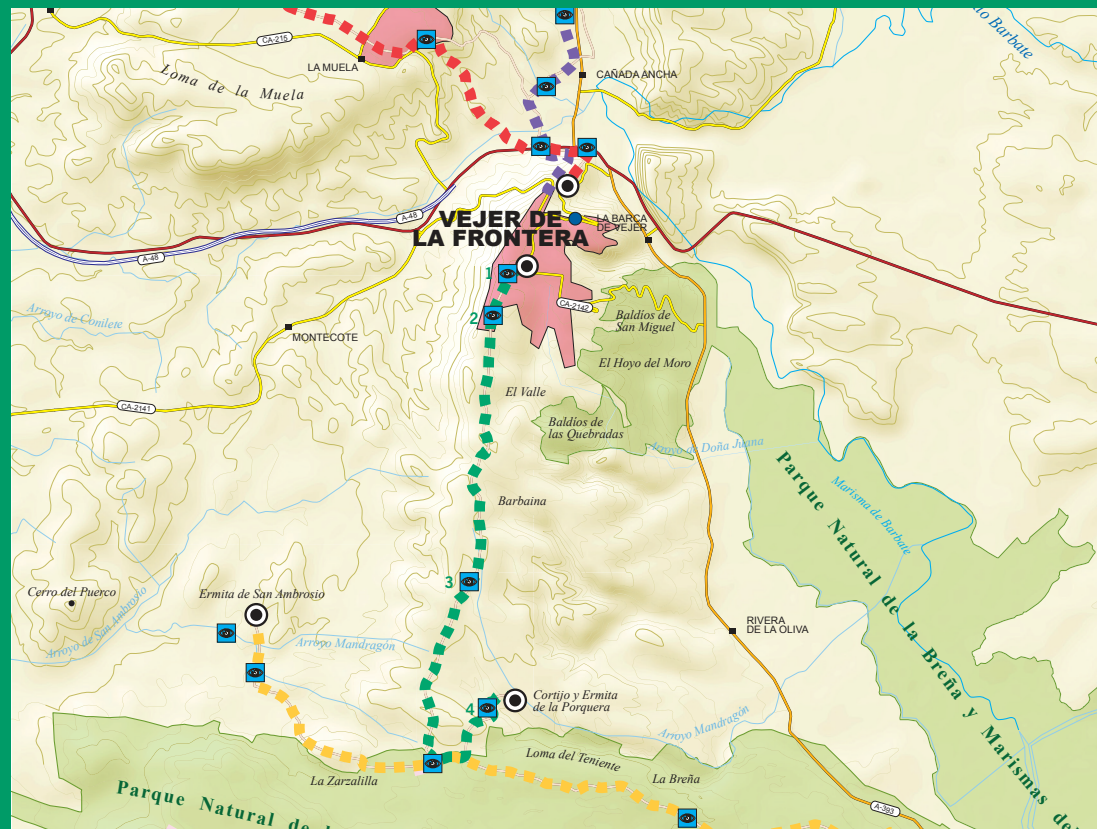 Río Barbate
CA-215
LA MUELA
Loma de la Muela
CAÑADA ANCHA
A-48
VEJER DE
LA FRONTERA
LA BARCA
DE VEJER
A-48
1
CA-2142
2
Baldíos de
San Miguel
Arroyo de Conilete
MONTECOTE
El Hoyo del Moro
El Valle
CA-2141
Baldíos de
las Quebradas
Arroyo de Doña Juana
Parque Natural de la Breña y Marismas de
Marisma de Barbate
Barbaina
3
Cerro del Puerco
Ermita de San Ambrosio
Arroyo de San Ambrosio
RIVERA
DE LA OLIVA
Arroyo Mandragón
4
Cortijo y Ermita
de la Porquera
Arroyo Mandragón
Loma del Teniente
La Zarzalilla
La Breña
Parque Natural de
A-393